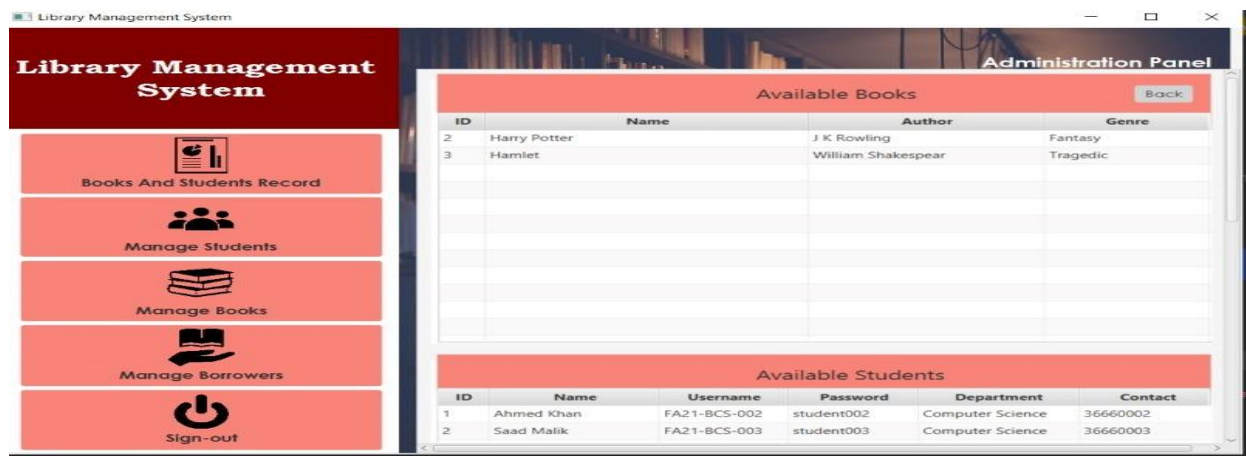 Library Management System
Library Management
System
Administration Panel
Books And Students Record
Manage Students
Manage Books
Manage Borrowers
Sign-out
Available Books
Back
ID Name Author Genre
2 Harry Potter J K Rowling Fantasy
3 Hamlet William Shakespear Tragedic
Available Students
ID Name Username Password Department Contact
1 Ahmed Khan FA21-BCS-002 student002 Computer Science 36660002
2 Saad Malik FA21-BCS-003 student003 Computer Science 36660003